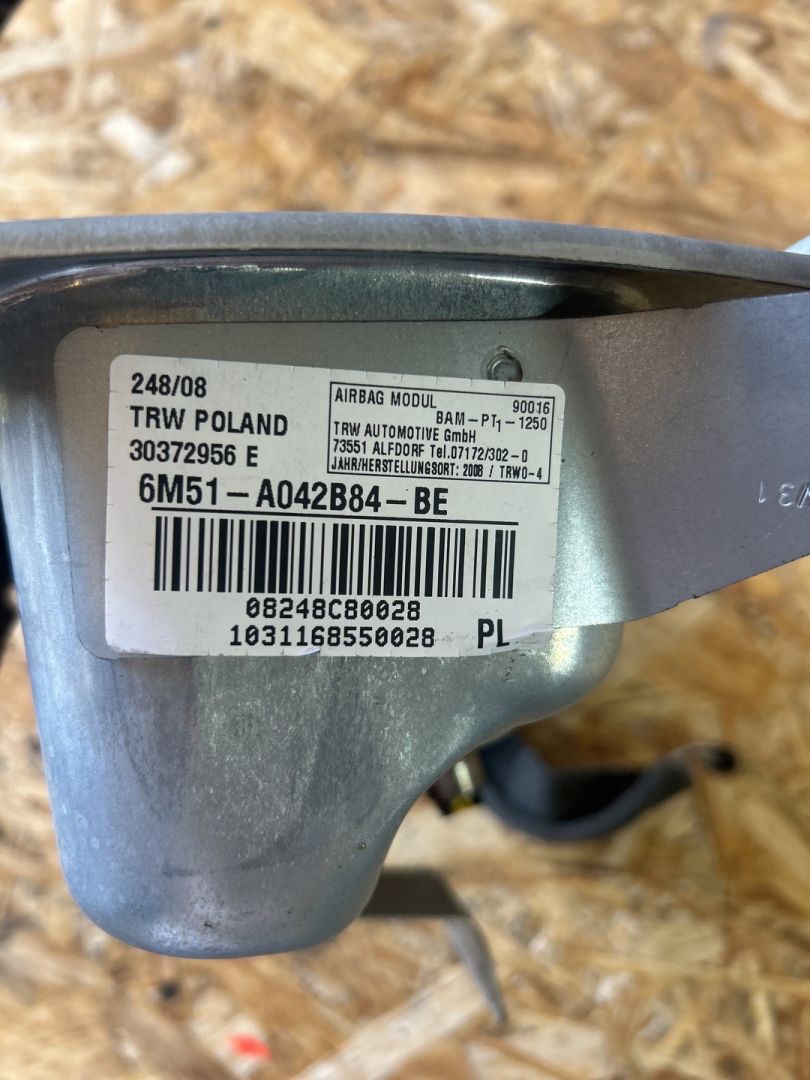 248/08
TRW POLAND
30372956 E
AIRBAG MODUL 90016
BAM-PT1-1250
TRW AUTOMOTIVE GmbH
73551 ALFDORF Tel.07172/302-0
JAHR/HERSTELLUNGSORT: 2008 / TRWO-4
6M51-A042B84-BE
08248C80028
1031168550028 PL